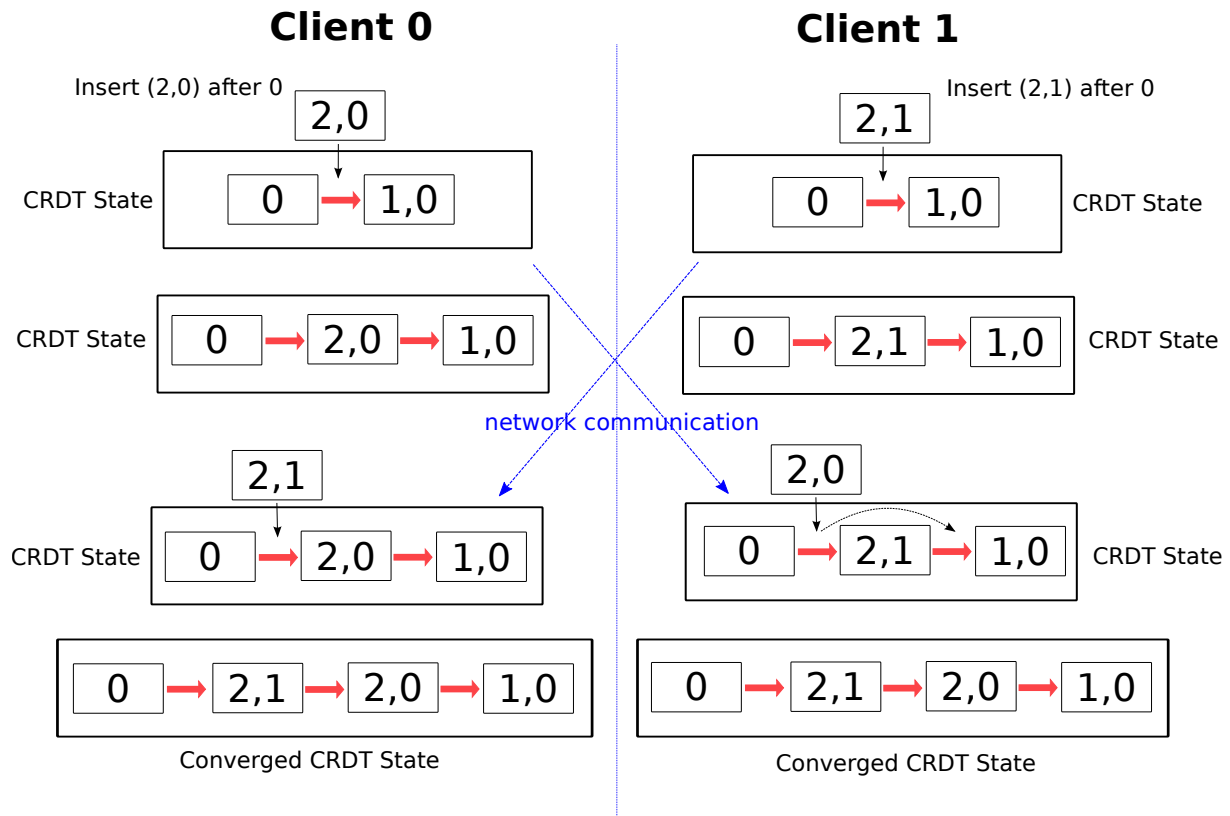 Client 0
Insert (2,0) after 0
2,0
CRDT State
0
1,0
CRDT State
0
2,0
1,0
Client 1
Insert (2,1) after 0
2,1
0
1,0
CRDT State
0
2,1
1,0
CRDT State
network communication
2,1
CRDT State
0
2,0
1,0
0
2,1
2,0
1,0
Converged CRDT State
2,0
0
2,1
1,0
CRDT State
0
2,1
2,0
1,0
Converged CRDT State